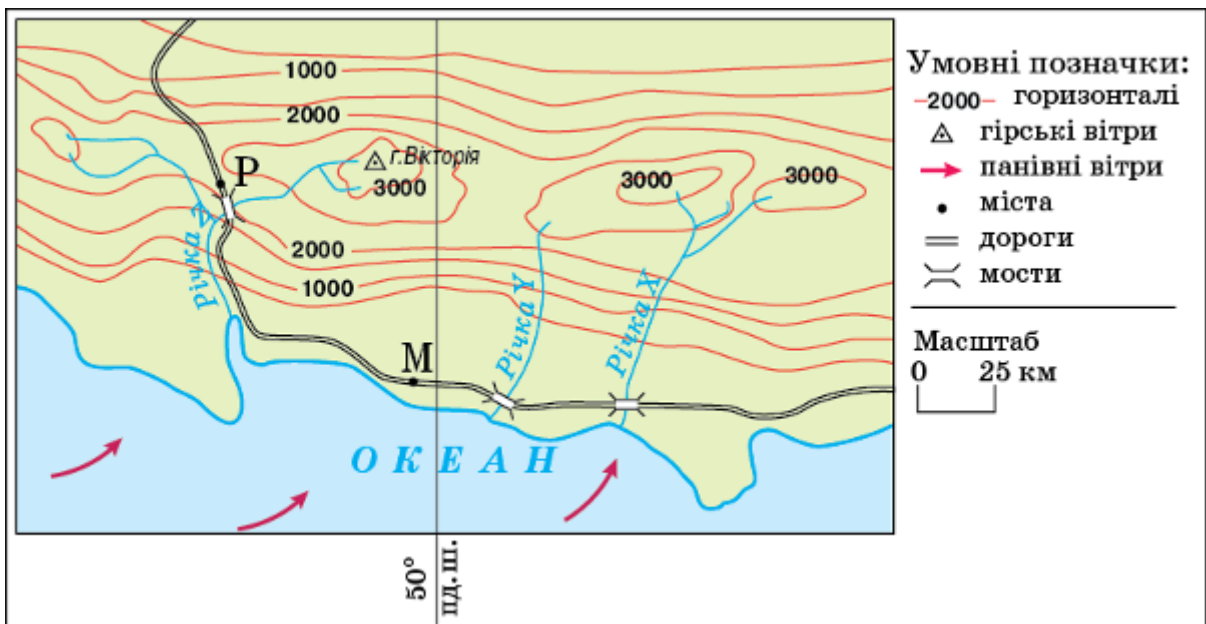 1000
2000
P
г.Вікторія
3000
3000
3000
Річка Z
2000
1000
Річка Y
Річка X
M
ОКЕАН
50°
пд.ш.
Умовні позначки:
2000 горизонталі
гірські вітри
панівні вітри
міста
дороги
мости
Масштаб
0 25 км